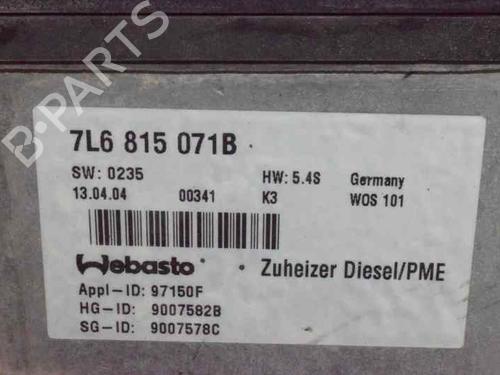 7L6 815 071B
SW: 0235 HW: 5.4S Germany
13.04.04 00341 K3 WOS 101
Webasto Zuheizer Diesel/PME
Appl-ID: 97150F
HG-ID: 9007582B
SG-ID: 9007578C
B-PARTS